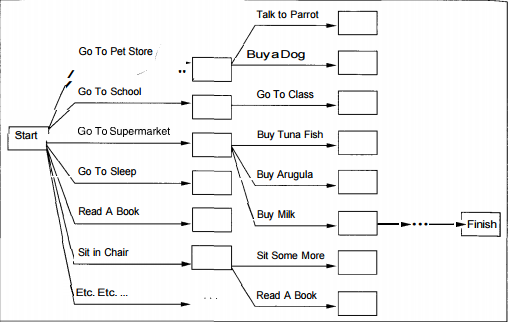 Talk to Parrot
Go To Pet Store
Buy a Dog
Go To School
Go To Class
Start
Go To Supermarket
Buy Tuna Fish
Go To Sleep
Buy Arugula
Read A Book
Buy Milk
...
Finish
Sit in Chair
Sit Some More
Etc. Etc. ...
...
Read A Book